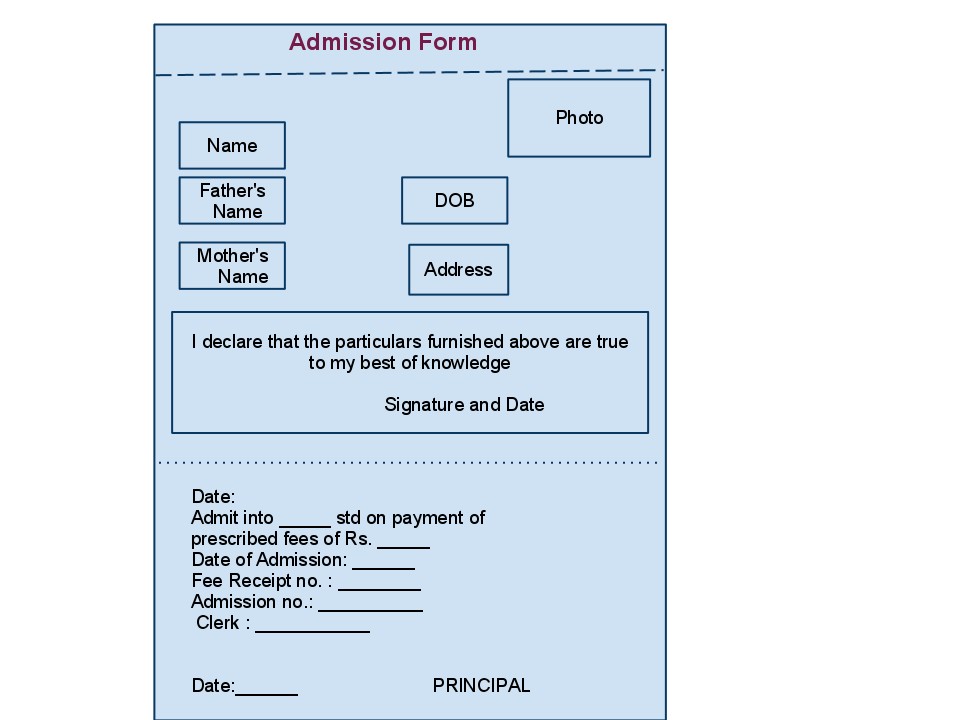 Admission Form
Photo
Name
Father's
Name
DOB
Mother's
Name
Address
I declare that the particulars furnished above are true
to my best of knowledge
Signature and Date
Date:
Admit into _____ std on payment of
prescribed fees of Rs. _____
Date of Admission: ______
Fee Receipt no. : ________
Admission no.: __________
Clerk : ___________
Date:______ PRINCIPAL